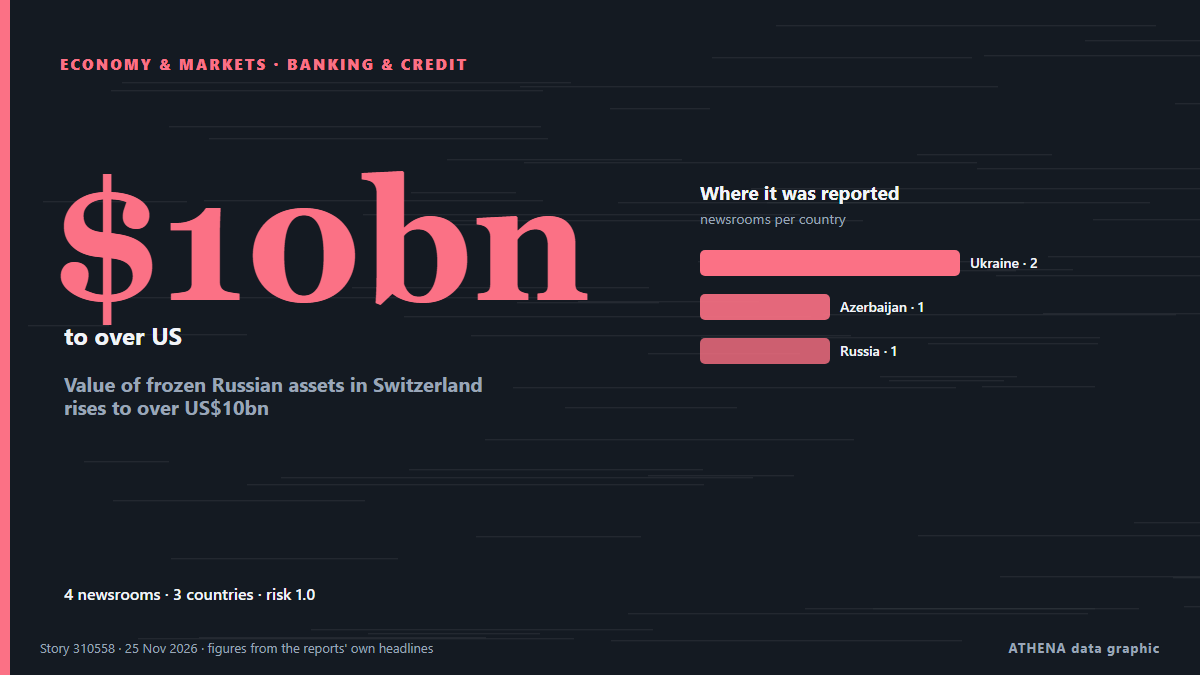 ECONOMY & MARKETS · BANKING & CREDIT
$10bn
to over US
Value of frozen Russian assets in Switzerland
rises to over US$10bn
Where it was reported
newsrooms per country
Ukraine · 2
Azerbaijan · 1
Russia · 1
4 newsrooms · 3 countries · risk 1.0
Story 310558 · 25 Nov 2026 · figures from the reports' own headlines
ATHENA data graphic